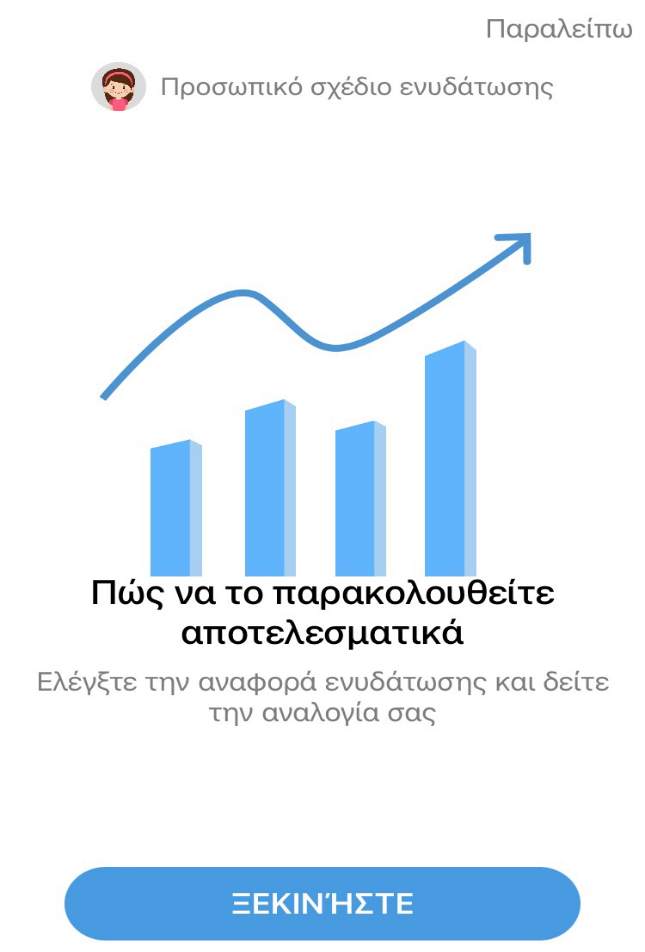 Παραλείπω
Προσωπικό σχέδιο ενυδάτωσης
Πώς να το παρακολουθείτε
αποτελεσματικά
Ελέγξτε την αναφορά ενυδάτωσης και δείτε
την αναλογία σας
ΞΕΚΙΝΉΣΤΕ